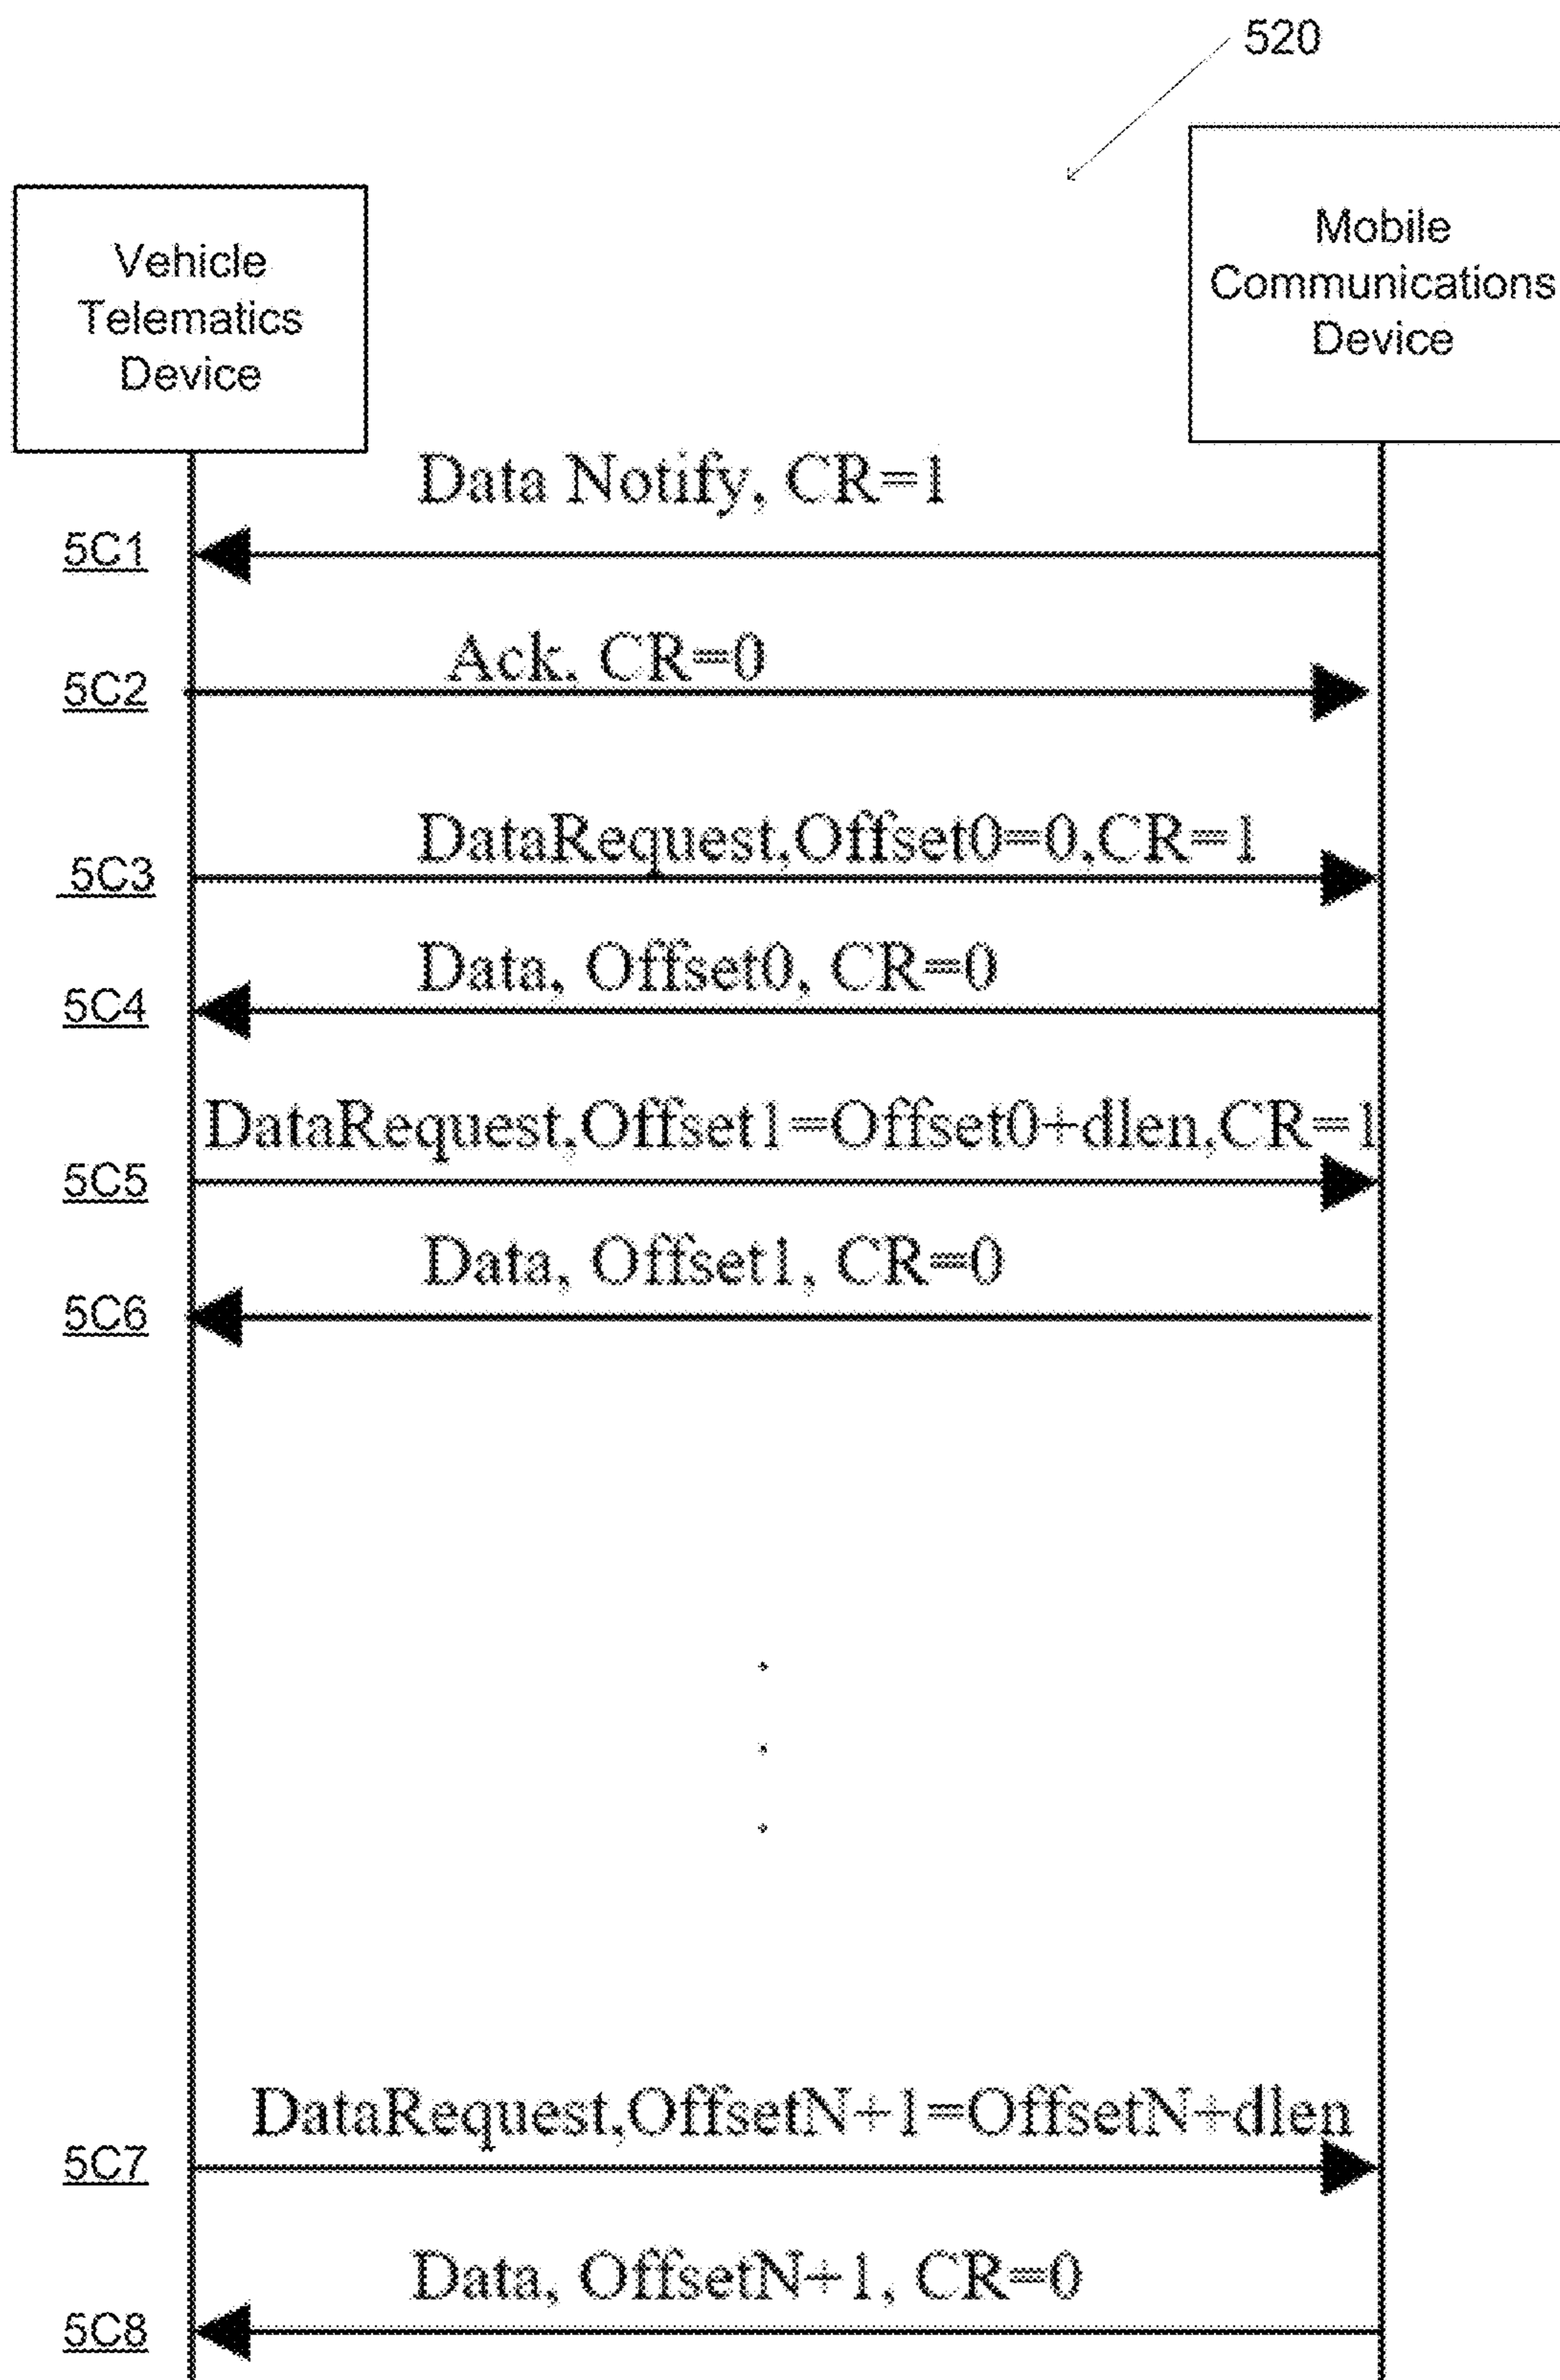 520
Vehicle
Telematics
Device
Mobile
Communications
Device
Data Notify, CR=1
5C1
Ack, CR=0
5C2
DataRequest,Offset0=0,CR=1
5C3
Data, Offset0, CR=0
5C4
DataRequest,Offset1=Offset0+dlen,CR=1
5C5
Data, Offset1, CR=0
5C6
DataRequest,OffsetN+1=OffsetN+dlen
5C7
Data, OffsetN+1, CR=0
5C8